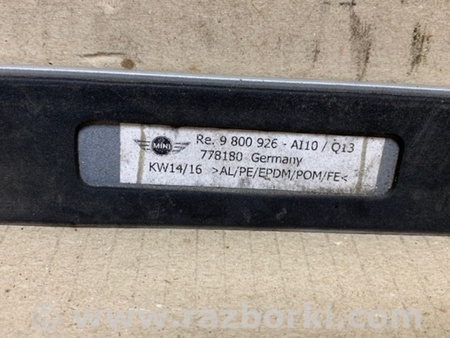 MINI Re. 9 800 926 - AI10 / Q13
778180 Germany
KW14/16 >AL/PE/EPDM/POM/FE<
© www.razborki.com